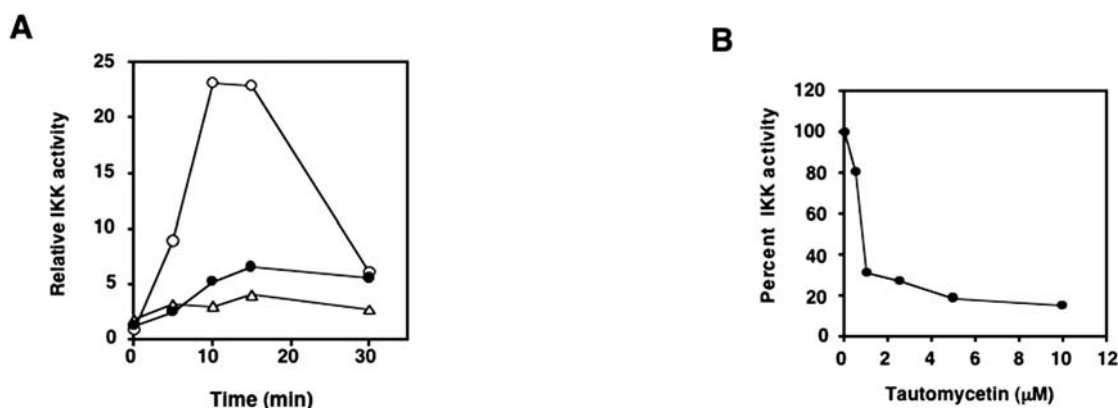 A
B
Relative IKK activity
25
20
15
10
5
0
0 10 20 30
Time (min)
Percent IKK activity
120
100
80
60
40
20
0
0 2 4 6 8 10 12
Tautomycetin (μM)